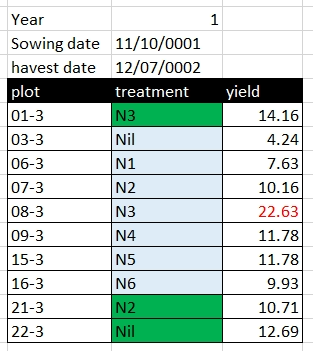 Year 1
Sowing date 11/10/0001
havest date 12/07/0002
plot treatment yield
01-3 N3 14.16
03-3 Nil 4.24
06-3 N1 7.63
07-3 N2 10.16
08-3 N3 22.63
09-3 N4 11.78
15-3 N5 11.78
16-3 N6 9.93
21-3 N2 10.71
22-3 Nil 12.69